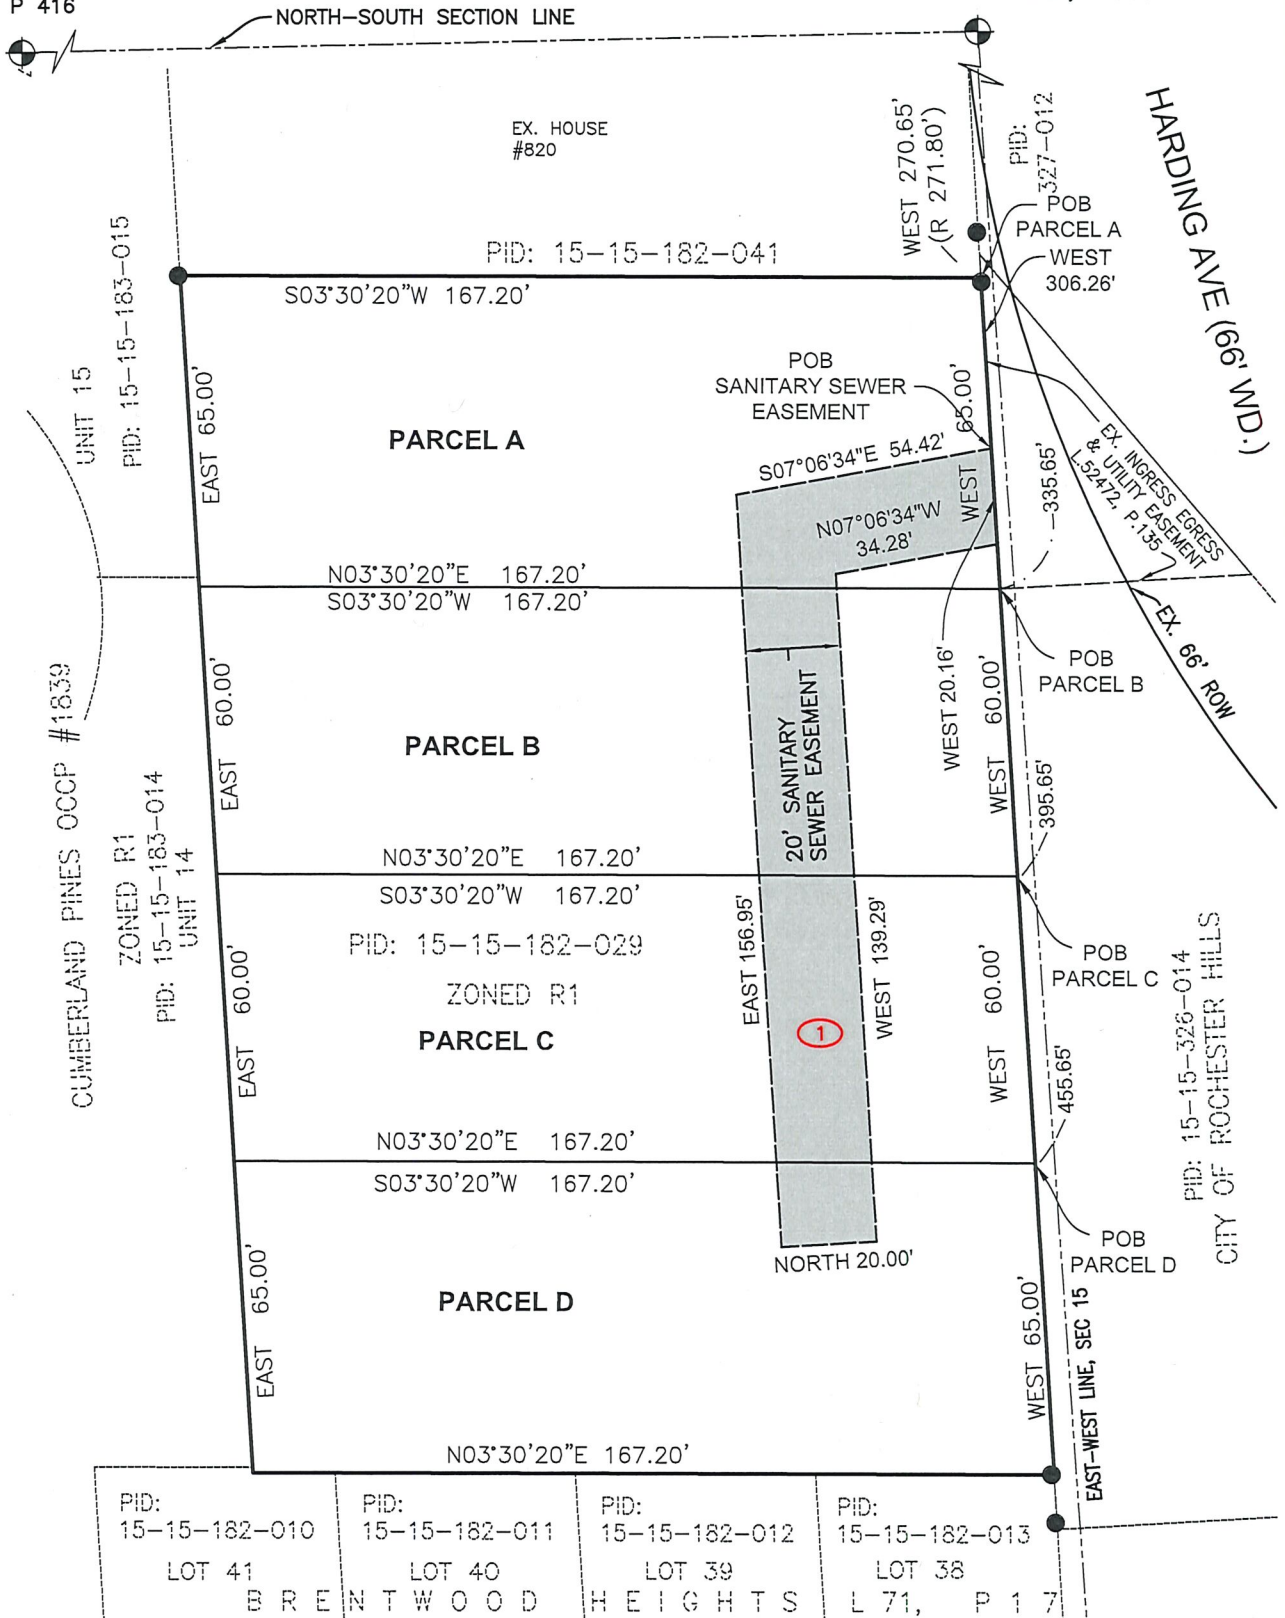 P 416
NORTH-SOUTH SECTION LINE
EX. HOUSE
#820
WEST 270.65'
(R 271.80')
PID:
327-012
HARDING AVE (66' WD.)
POB
PARCEL A
WEST
306.26'
PID: 15-15-182-041
S03°30'20"W 167.20'
UNIT 15
PID: 15-15-183-015
EAST 65.00'
PARCEL A
POB
SANITARY SEWER
EASEMENT
WEST 65.00'
S07°06'34"E 54.42'
N07°06'34"W
34.28'
335.65'
EX. INGRESS EGRESS
& UTILITY EASEMENT
L.52472, P.135
EX. 66' ROW
N03°30'20"E 167.20'
S03°30'20"W 167.20'
POB
PARCEL B
WEST 20.16'
EAST 60.00'
PARCEL B
20' SANITARY
SEWER EASEMENT
WEST 60.00'
395.65'
CUMBERLAND PINES OCCP #1839
ZONED R1
PID: 15-15-183-014
UNIT 14
N03°30'20"E 167.20'
S03°30'20"W 167.20'
PID: 15-15-182-029
ZONED R1
PARCEL C
EAST 60.00'
EAST 156.95'
1
WEST 139.29'
WEST 60.00'
POB
PARCEL C
455.65'
PID: 15-15-326-014
CITY OF ROCHESTER HILLS
N03°30'20"E 167.20'
S03°30'20"W 167.20'
NORTH 20.00'
POB
PARCEL D
EAST 65.00'
PARCEL D
WEST 65.00'
EAST-WEST LINE, SEC 15
N03°30'20"E 167.20'
PID:
15-15-182-010
LOT 41
PID:
15-15-182-011
LOT 40
PID:
15-15-182-012
LOT 39
PID:
15-15-182-013
LOT 38
BRENTWOOD HEIGHTS L 71, P 17